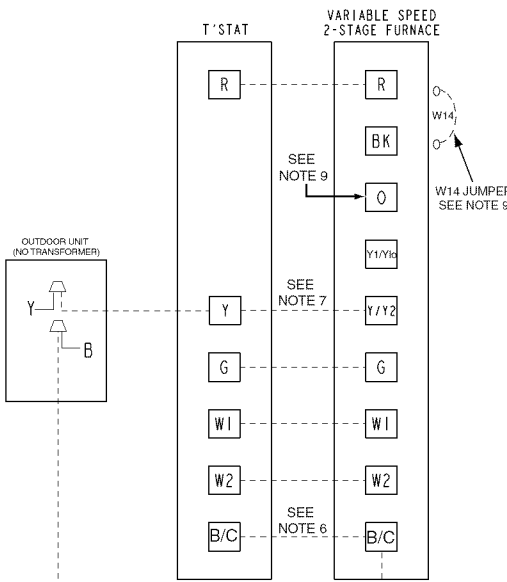 VARIABLE SPEED
T'STAT
2-STAGE FURNACE
R
R
W14
BK
SEE
NOTE 9
O
W14 JUMPER
SEE NOTE 9
OUTDOOR UNIT
(NO TRANSFORMER)
Y1/Ylo
SEE
NOTE 7
Y
Y
Y/Y2
B
G
G
W1
W1
W2
W2
SEE
NOTE 6
B/C
B/C